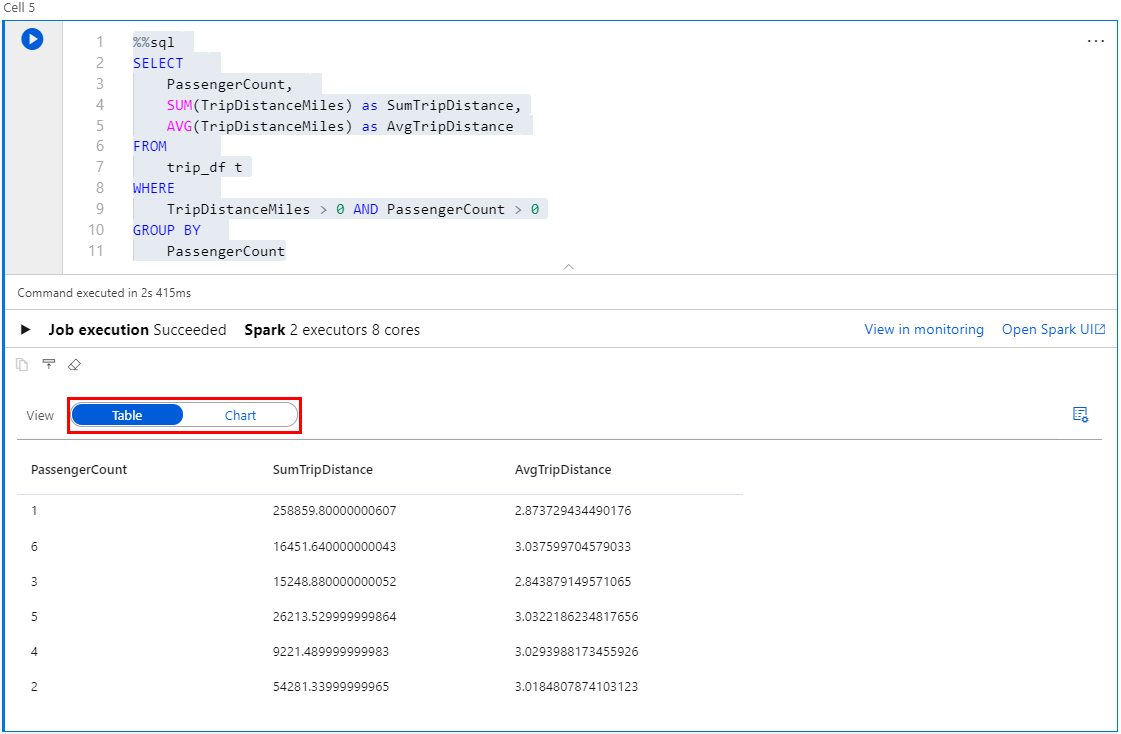 Cell 5
1 %%sql
2 SELECT
3 PassengerCount,
4 SUM(TripDistanceMiles) as SumTripDistance,
5 AVG(TripDistanceMiles) as AvgTripDistance
6 FROM
7 trip_df t
8 WHERE
9 TripDistanceMiles > 0 AND PassengerCount > 0
10 GROUP BY
11 PassengerCount
Command executed in 2s 415ms
Job execution Succeeded Spark 2 executors 8 cores View in monitoring Open Spark UI
View Table Chart
PassengerCount SumTripDistance AvgTripDistance
1 258859.80000000607 2.873729434490176
6 16451.640000000043 3.037599704579033
3 15248.880000000052 2.843879149571065
5 26213.529999999864 3.0322186234817656
4 9221.489999999983 3.0293988173455926
2 54281.33999999965 3.0184807874103123